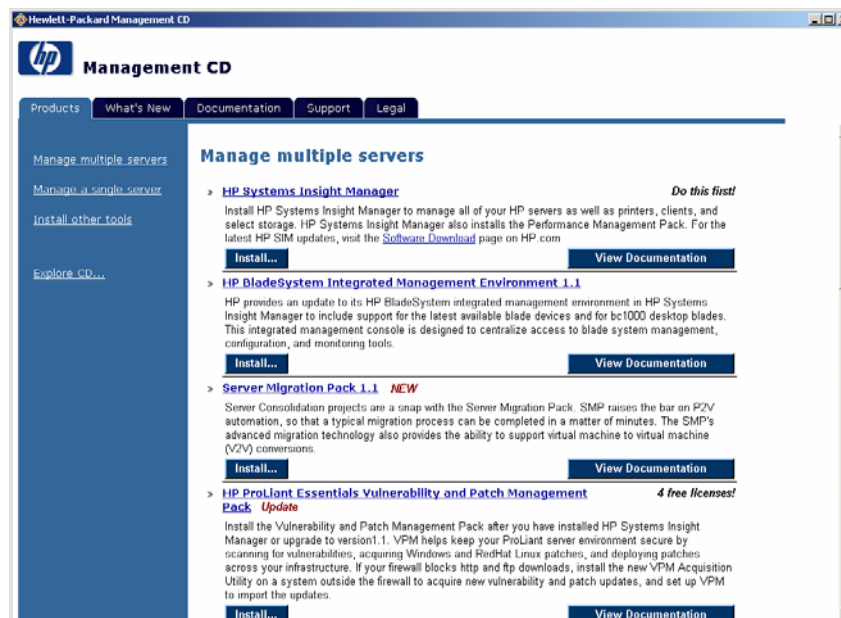 Hewlett-Packard Management CD
hp
Management CD
Products What's New Documentation Support Legal
Manage multiple servers
Manage a single server
Install other tools
Explore CD...
Manage multiple servers
» HP Systems Insight Manager Do this first!
Install HP Systems Insight Manager to manage all of your HP servers as well as printers, clients, and
select storage. HP Systems Insight Manager also installs the Performance Management Pack. For the
latest HP SIM updates, visit the Software Download page on HP.com
Install... View Documentation
» HP BladeSystem Integrated Management Environment 1.1
HP provides an update to its HP BladeSystem integrated management environment in HP Systems
Insight Manager to include support for the latest available blade devices and for bc1000 desktop blades.
This integrated management console is designed to centralize access to blade system management,
configuration, and monitoring tools.
Install... View Documentation
» Server Migration Pack 1.1 NEW
Server Consolidation projects are a snap with the Server Migration Pack. SMP raises the bar on P2V
automation, so that a typical migration process can be completed in a matter of minutes. The SMP's
advanced migration technology also provides the ability to support virtual machine to virtual machine
(V2V) conversions.
Install... View Documentation
» HP ProLiant Essentials Vulnerability and Patch Management 4 free licenses!
Pack Update
Install the Vulnerability and Patch Management Pack after you have installed HP Systems Insight
Manager or upgrade to version1.1. VPM helps keep your ProLiant server environment secure by
scanning for vulnerabilities, acquiring Windows and RedHat Linux patches, and deploying patches
across your infrastructure. If your firewall blocks http and ftp downloads, install the new VPM Acquisition
Utility on a system outside the firewall to acquire new vulnerability and patch updates, and set up VPM
to import the updates.
Install... View Documentation